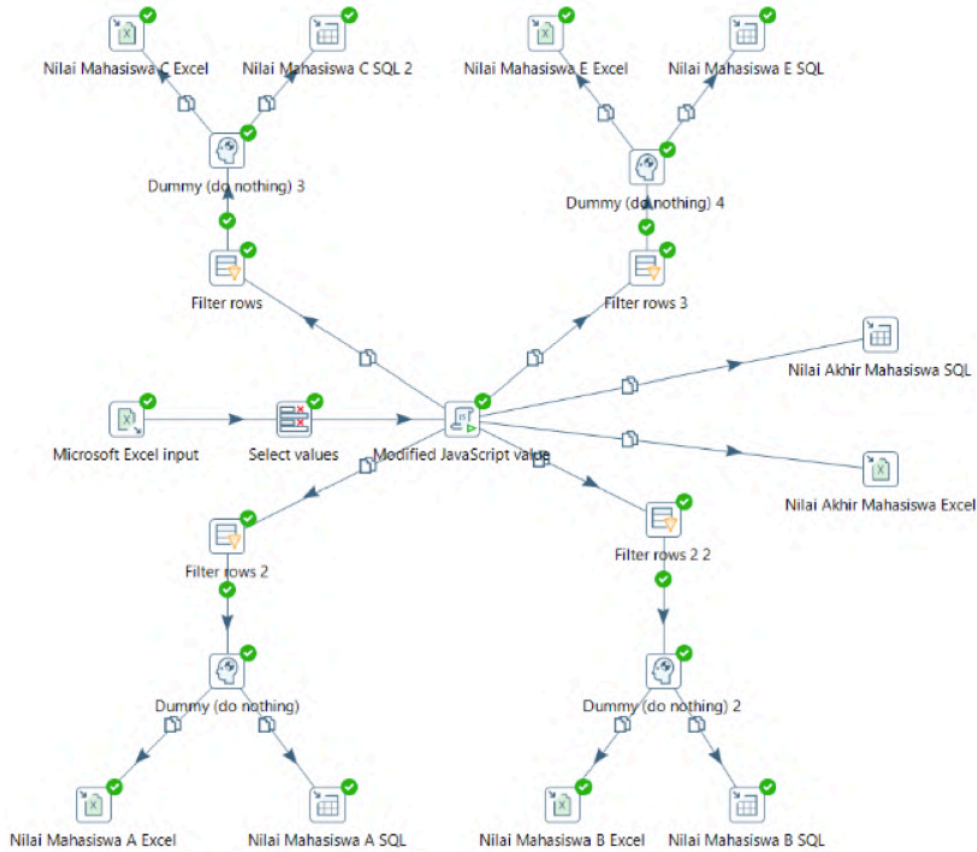 Nilai Mahasiswa C Excel
Nilai Mahasiswa C SQL 2
Nilai Mahasiswa E Excel
Nilai Mahasiswa E SQL
Dummy (do nothing) 3
Dummy (do nothing) 4
Filter rows
Filter rows 3
Nilai Akhir Mahasiswa SQL
Microsoft Excel input
Select values
Modified JavaScript value
Nilai Akhir Mahasiswa Excel
Filter rows 2
Filter rows 2 2
Dummy (do nothing)
Dummy (do nothing) 2
Nilai Mahasiswa A Excel
Nilai Mahasiswa A SQL
Nilai Mahasiswa B Excel
Nilai Mahasiswa B SQL